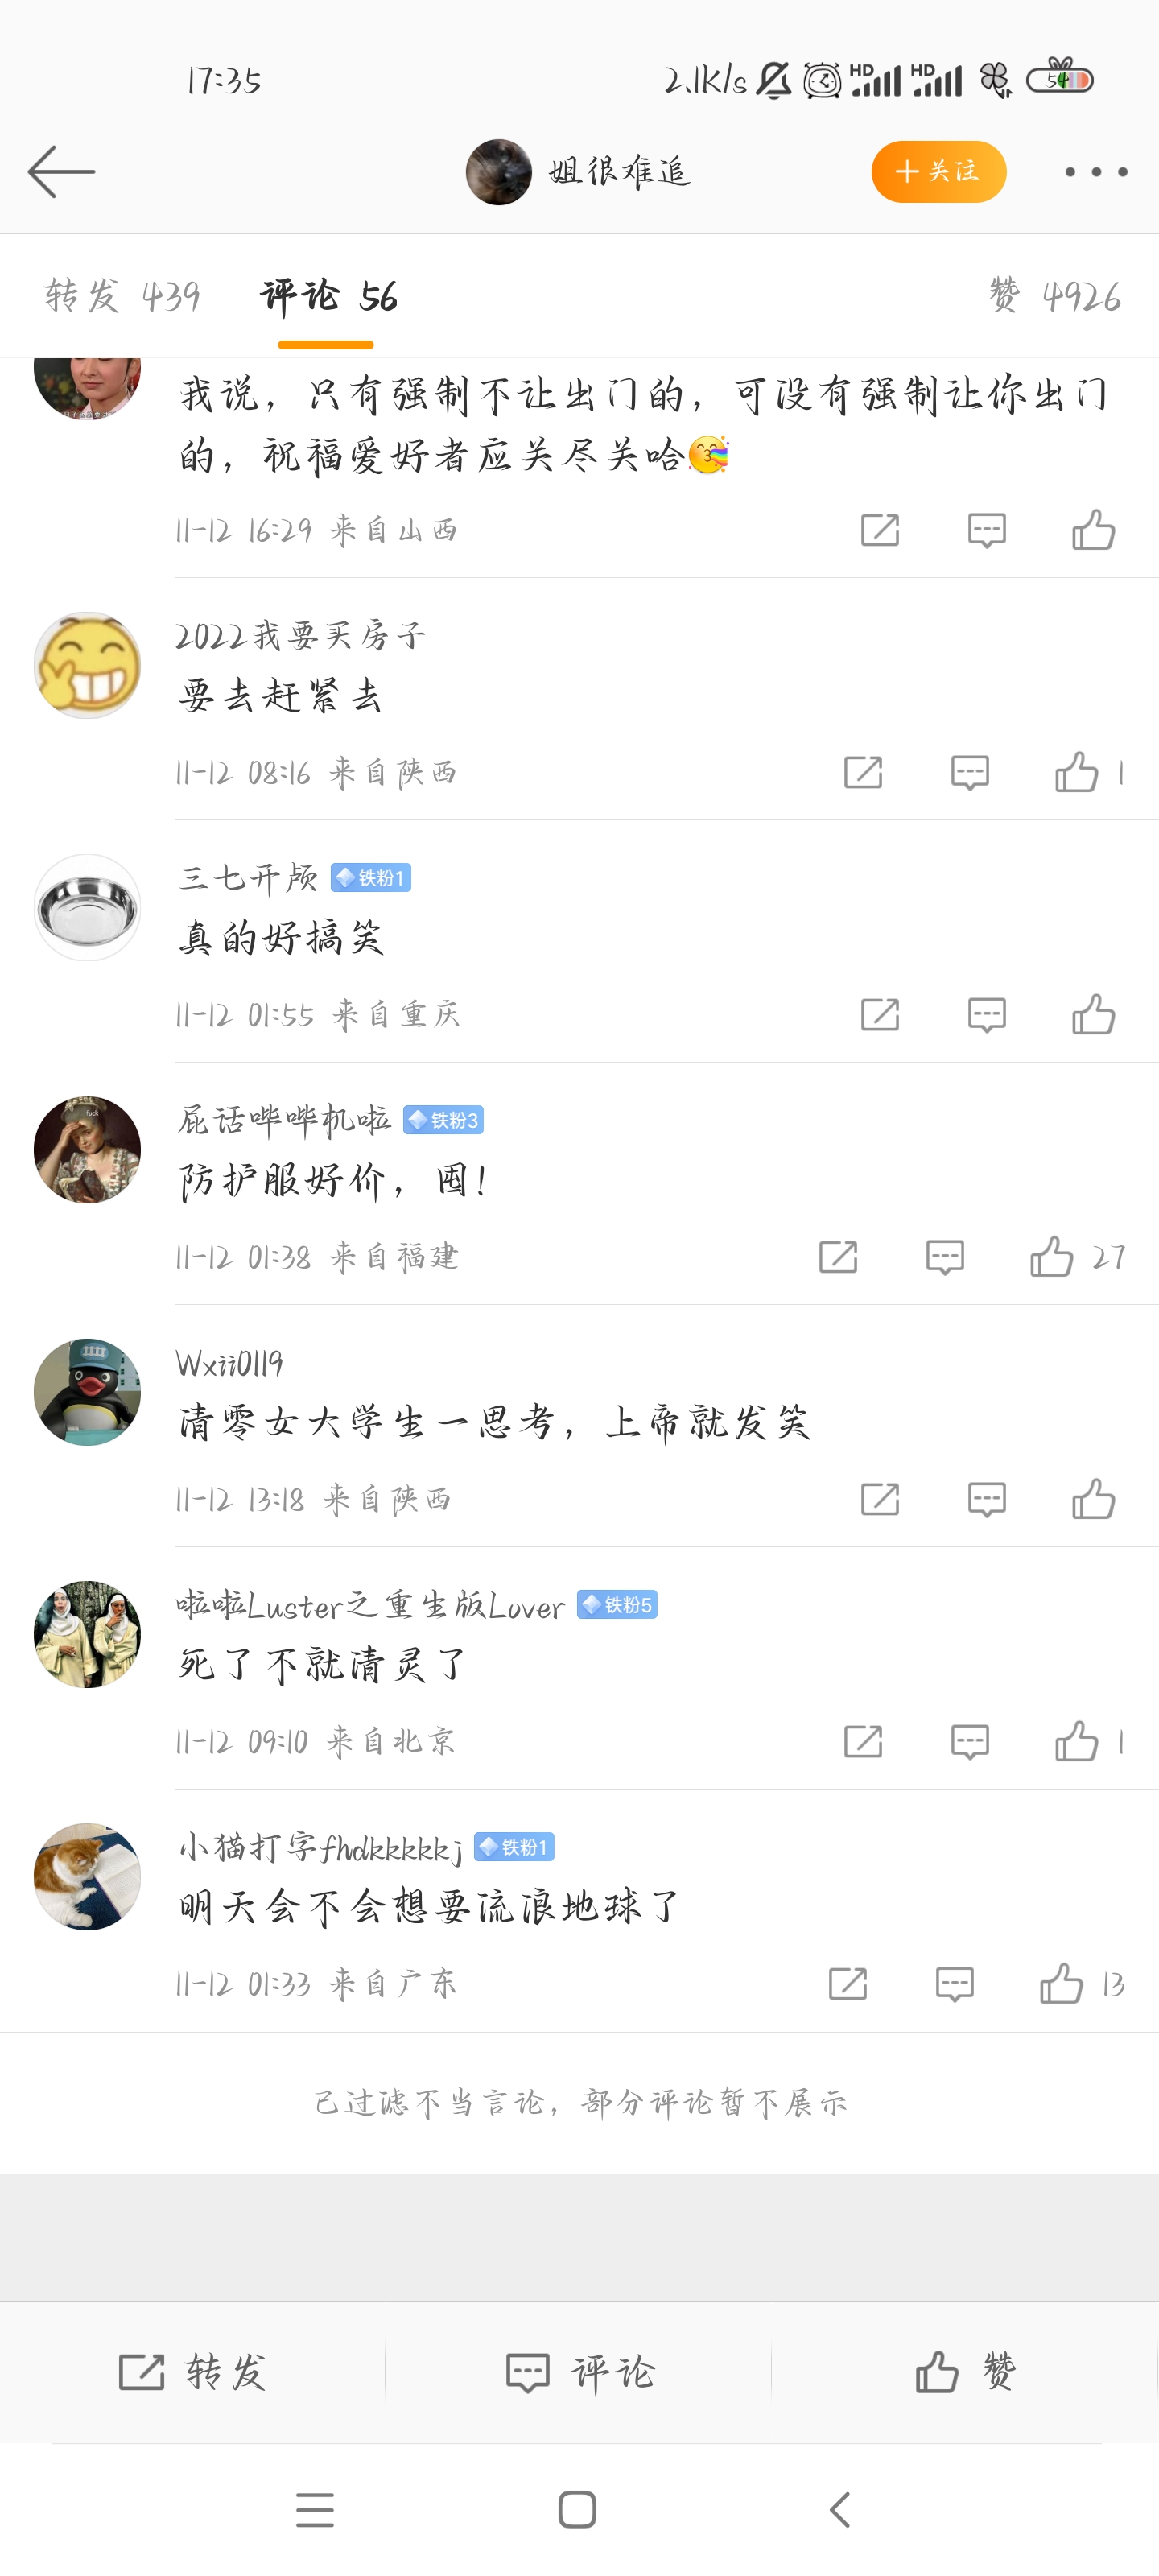 17:35
2.1K/s HD HD 54
姐很难追
+关注
转发 439
评论 56
赞 4926
我说，只有强制不让出门的，可没有强制让你出门
的，祝福爱好者应关尽关哈
11-12 16:29 来自山西
2022我要买房子
要去赶紧去
11-12 08:16 来自陕西
1
三七开颅 铁粉1
真的好搞笑
11-12 01:55 来自重庆
fuck
屁话哔哔机啦 铁粉3
防护服好价，囤！
11-12 01:38 来自福建
27
Wxii0119
清零女大学生一思考，上帝就发笑
11-12 13:18 来自陕西
啦啦Luster之重生版Lover 铁粉5
死了不就清灵了
11-12 09:10 来自北京
1
小猫打字fhdkkkkkj 铁粉1
明天会不会想要流浪地球了
11-12 01:33 来自广东
13
已过滤不当言论，部分评论暂不展示
转发
评论
赞